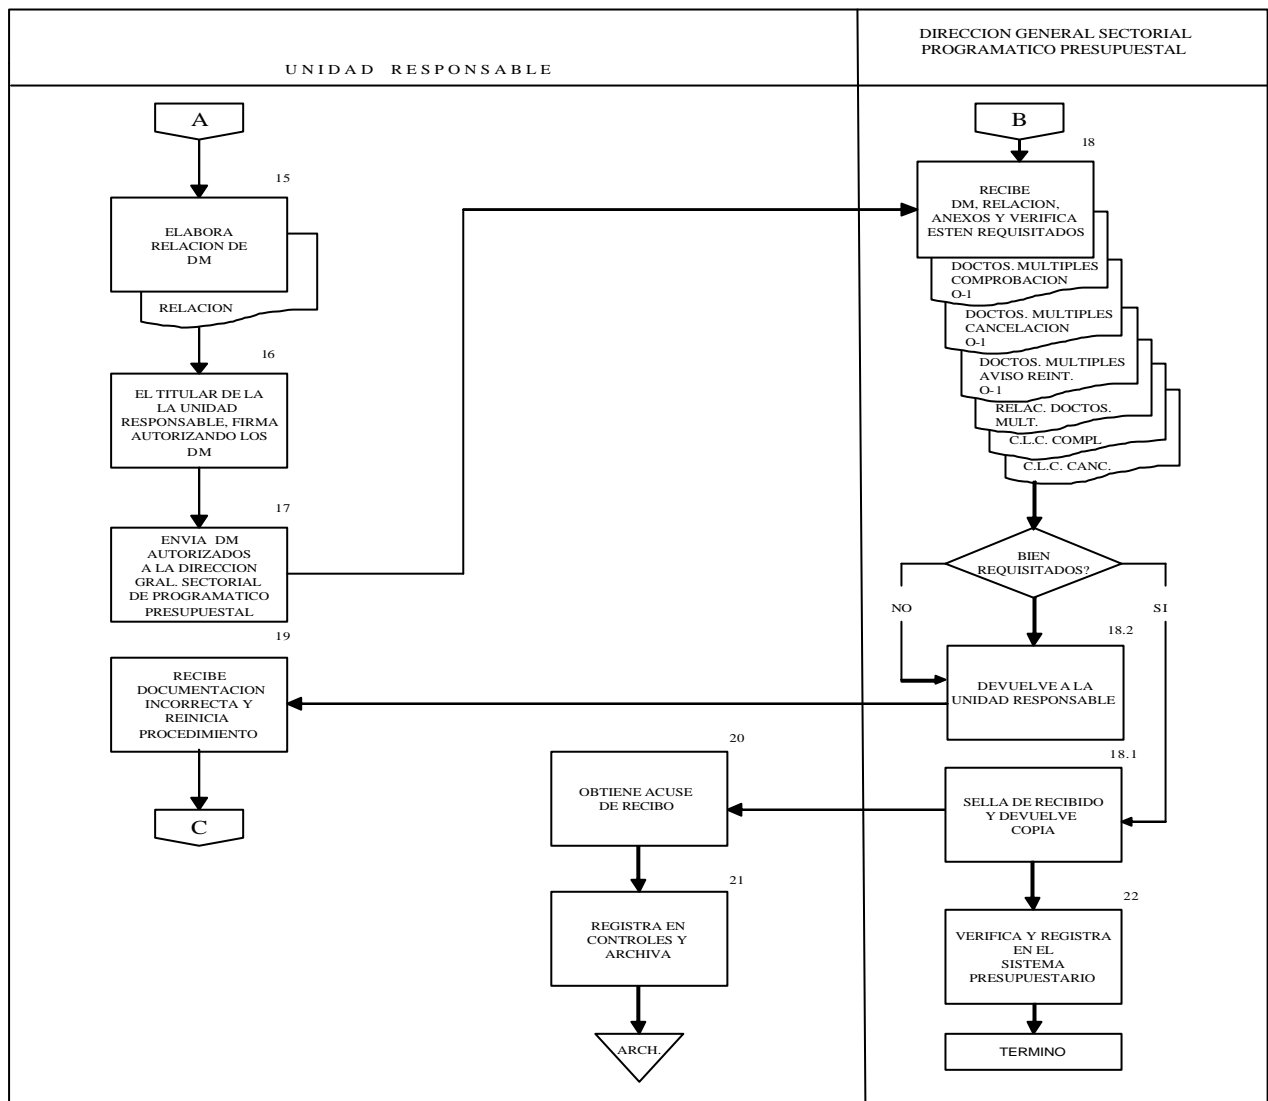 DIRECCION GENERAL SECTORIAL
PROGRAMATICO PRESUPUESTAL
UNIDAD RESPONSABLE
A
15
ELABORA
RELACION DE
DM
RELACION
16
EL TITULAR DE LA
LA UNIDAD
RESPONSABLE, FIRMA
AUTORIZANDO LOS
DM
17
ENVIA DM
AUTORIZADOS
A LA DIRECCION
GRAL. SECTORIAL
DE PROGRAMATICO
PRESUPUESTAL
B
18
RECIBE
DM, RELACION,
ANEXOS Y VERIFICA
ESTEN REQUISITADOS
DOCTOS. MULTIPLES
COMPROBACION
O-1
DOCTOS. MULTIPLES
CANCELACION
O-1
DOCTOS. MULTIPLES
AVISO REINT.
O-1
RELAC. DOCTOS.
MULT.
C.L.C. COMPL
C.L.C. CANC.
BIEN
REQUISITADOS?
NO
SI
18.2
DEVUELVE A LA
UNIDAD RESPONSABLE
19
RECIBE
DOCUMENTACION
INCORRECTA Y
REINICIA
PROCEDIMIENTO
C
18.1
SELLA DE RECIBIDO
Y DEVUELVE
COPIA
20
OBTIENE ACUSE
DE RECIBO
21
REGISTRA EN
CONTROLES Y
ARCHIVA
ARCH.
22
VERIFICA Y REGISTRA
EN EL
SISTEMA
PRESUPUESTARIO
TERMINO